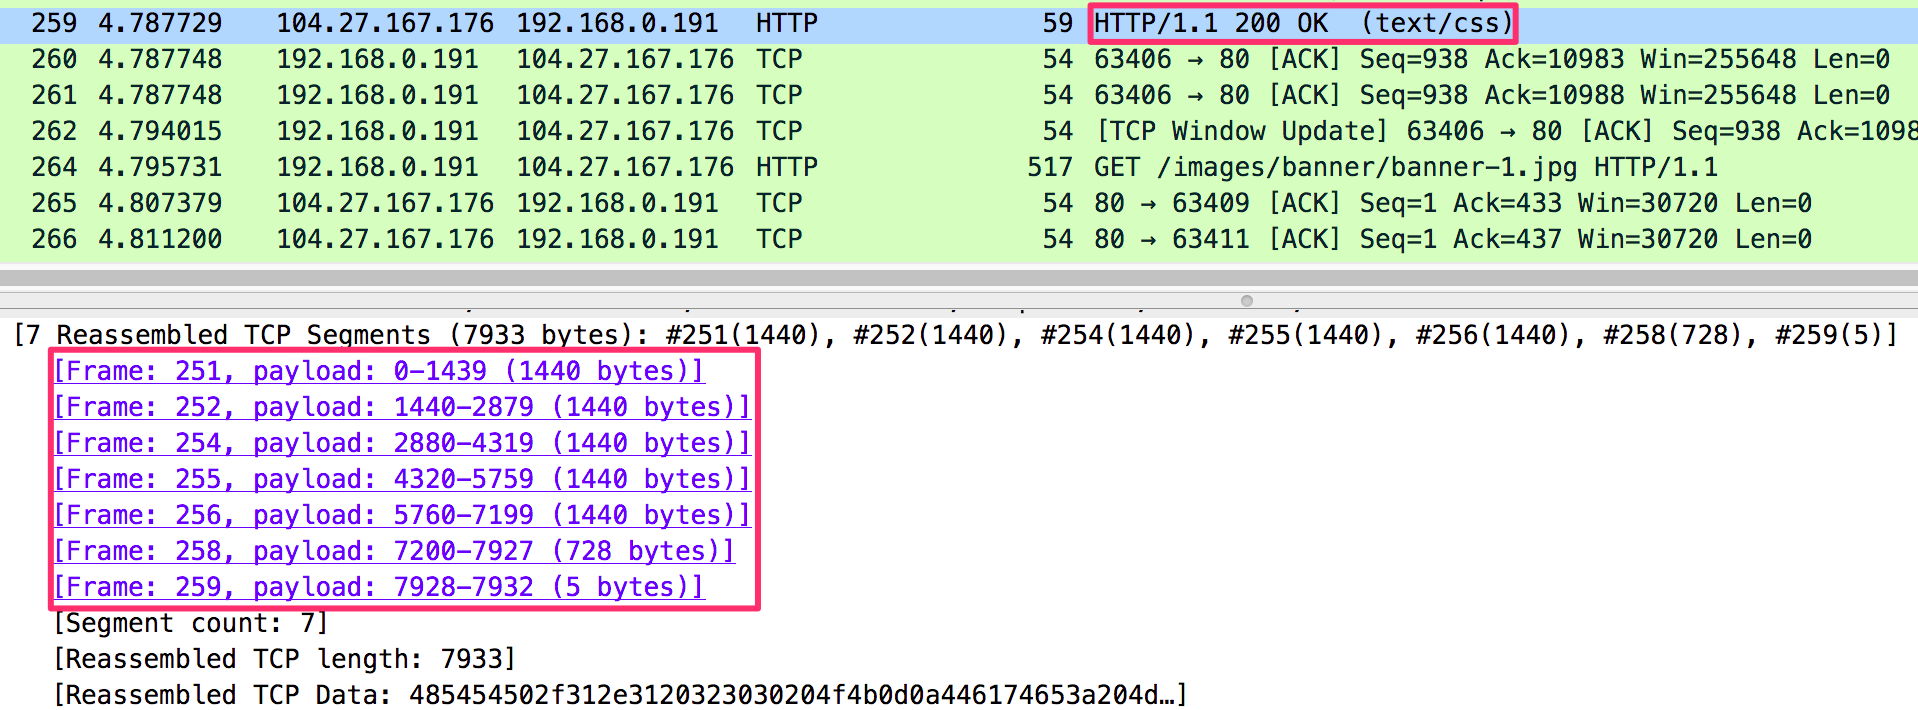 259 4.787729 104.27.167.176 192.168.0.191 HTTP 59 HTTP/1.1 200 OK (text/css)
260 4.787748 192.168.0.191 104.27.167.176 TCP 54 63406 → 80 [ACK] Seq=938 Ack=10983 Win=255648 Len=0
261 4.787748 192.168.0.191 104.27.167.176 TCP 54 63406 → 80 [ACK] Seq=938 Ack=10988 Win=255648 Len=0
262 4.794015 192.168.0.191 104.27.167.176 TCP 54 [TCP Window Update] 63406 → 80 [ACK] Seq=938 Ack=1098
264 4.795731 192.168.0.191 104.27.167.176 HTTP 517 GET /images/banner/banner-1.jpg HTTP/1.1
265 4.807379 104.27.167.176 192.168.0.191 TCP 54 80 → 63409 [ACK] Seq=1 Ack=433 Win=30720 Len=0
266 4.811200 104.27.167.176 192.168.0.191 TCP 54 80 → 63411 [ACK] Seq=1 Ack=437 Win=30720 Len=0
[7 Reassembled TCP Segments (7933 bytes): #251(1440), #252(1440), #254(1440), #255(1440), #256(1440), #258(728), #259(5)]
[Frame: 251, payload: 0-1439 (1440 bytes)]
[Frame: 252, payload: 1440-2879 (1440 bytes)]
[Frame: 254, payload: 2880-4319 (1440 bytes)]
[Frame: 255, payload: 4320-5759 (1440 bytes)]
[Frame: 256, payload: 5760-7199 (1440 bytes)]
[Frame: 258, payload: 7200-7927 (728 bytes)]
[Frame: 259, payload: 7928-7932 (5 bytes)]
[Segment count: 7]
[Reassembled TCP length: 7933]
[Reassembled TCP Data: 485454502f312e3120323030204f4b0d0a446174653a204d…]